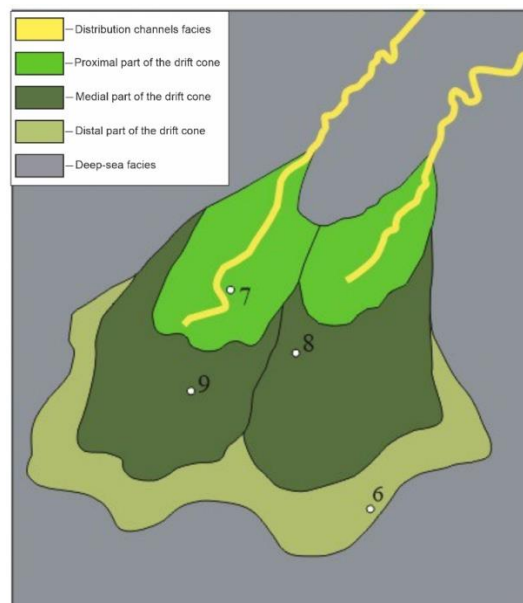 Distribution channels facies
Proximal part of the drift cone
Medial part of the drift cone
Distal part of the drift cone
Deep-sea facies
7
8
9
6